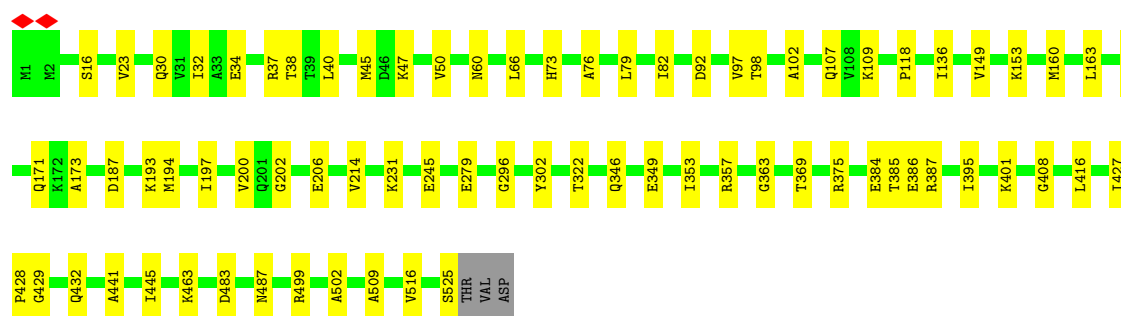 M1 M2 S16 V23 Q30 V31 I32 A33 E34 R37 T38 T39 L40 M45 D46 K47 V50 N60 L66 H73 A76 L79 I82 D92 V97 T98 A102 Q107 V108 K109 P118 I136 V149 K153 M160 L163
Q171 K172 A173 D187 K193 M194 I197 V200 Q201 G202 E206 V214 K231 E245 E279 G296 Y302 T322 Q346 E349 I353 R357 G363 T369 R375 E384 T385 E386 R387 I395 K401 G408 L416 I427
P428 G429 Q432 A441 I445 K463 D483 N487 R499 A502 A509 V516 S525 THR VAL ASP